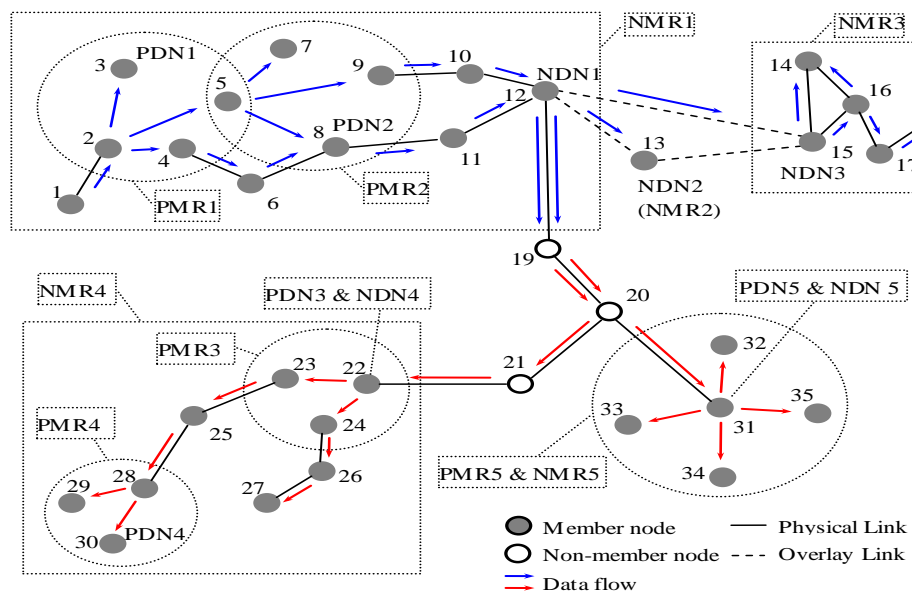 NMR1
NMR3
PDN1
7
3
9
10
NDN1
14
5
12
16
2
8
PDN2
13
4
11
15
17
1
6
PMR1
PMR2
NDN2
(NMR2)
NDN3
19
NMR4
PDN3 & NDN4
20
PDN5 & NDN 5
PMR3
23
22
21
32
35
24
33
31
PMR4
25
29
28
26
34
PMR5 & NMR5
27
30
PDN4
Member node
Physical Link
Non-member node
Overlay Link
Data flow